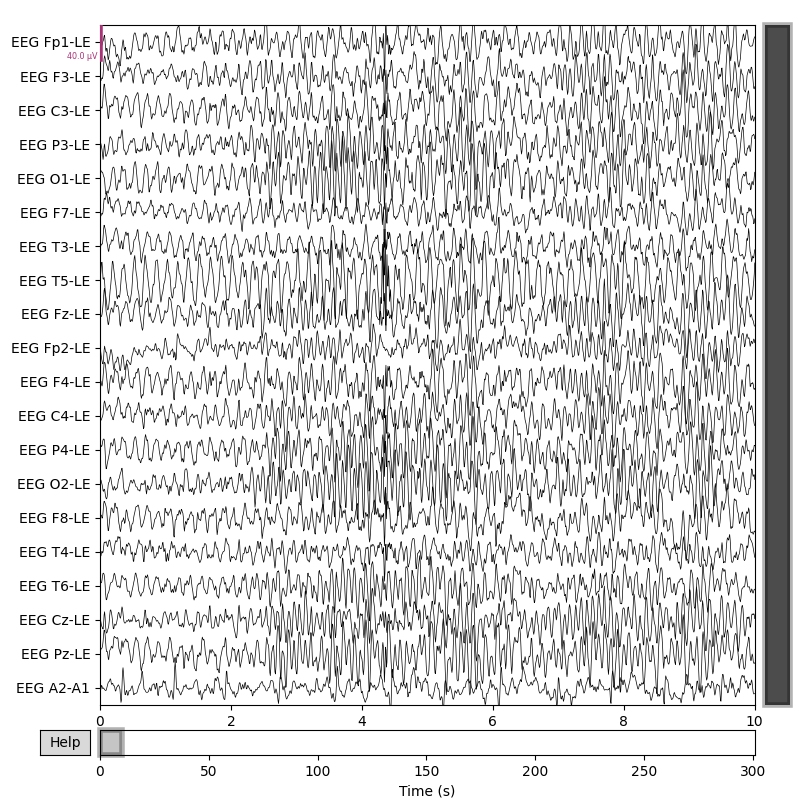 EEG Fp1-LE
40.0 µV
EEG F3-LE
EEG C3-LE
EEG P3-LE
EEG O1-LE
EEG F7-LE
EEG T3-LE
EEG T5-LE
EEG Fz-LE
EEG Fp2-LE
EEG F4-LE
EEG C4-LE
EEG P4-LE
EEG O2-LE
EEG F8-LE
EEG T4-LE
EEG T6-LE
EEG Cz-LE
EEG Pz-LE
EEG A2-A1
0 2 4 6 8 10
Help
0 50 100 150 200 250 300
Time (s)